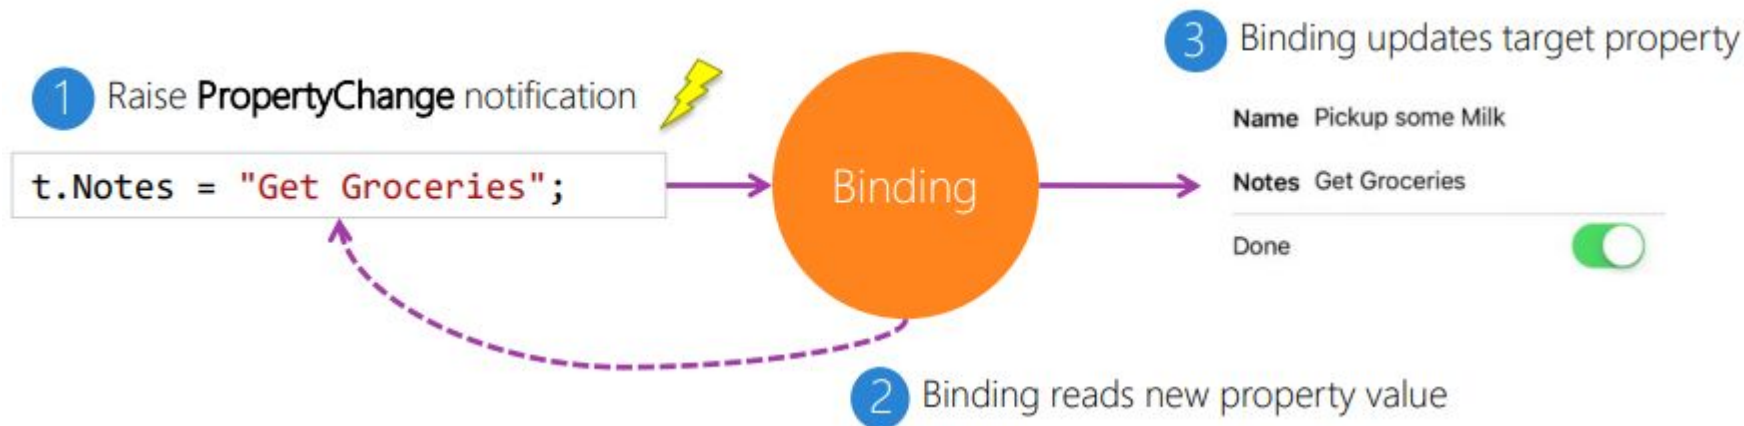 1 Raise PropertyChange notification
t.Notes = "Get Groceries";
Binding
2 Binding reads new property value
3 Binding updates target property
Name Pickup some Milk
Notes Get Groceries
Done